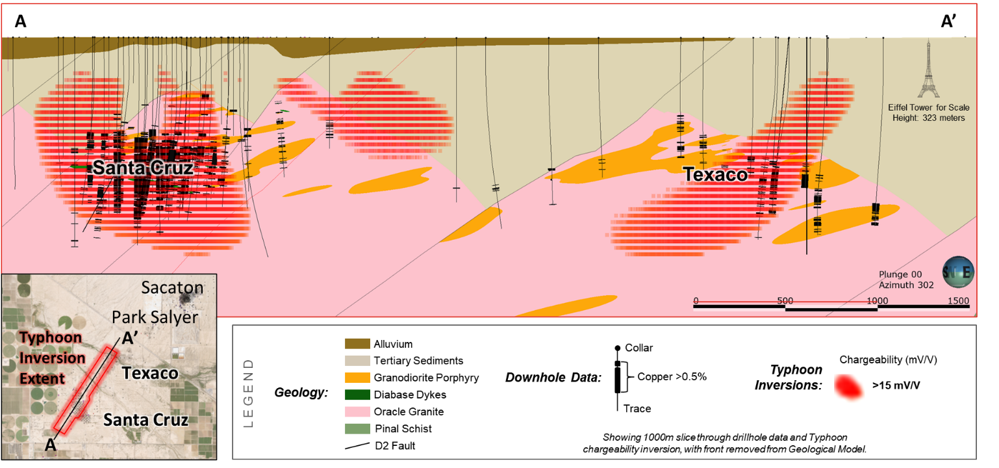 A
A'
Eiffel Tower for Scale
Height: 323 meters
Santa Cruz
Texaco
Plunge 00
Azimuth 302
0 500 1000 1500
Sacaton
Park Salyer
A'
Typhoon
Inversion
Extent
Texaco
Santa Cruz
A
LEGEND
Geology:
Alluvium
Tertiary Sediments
Granodiorite Porphyry
Diabase Dykes
Oracle Granite
Pinal Schist
D2 Fault
Downhole Data:
Collar
Copper >0.5%
Trace
Typhoon
Inversions:
Chargeability (mV/V)
>15 mV/V
Showing 1000m slice through drillhole data and Typhoon
chargeability inversion, with front removed from Geological Model.